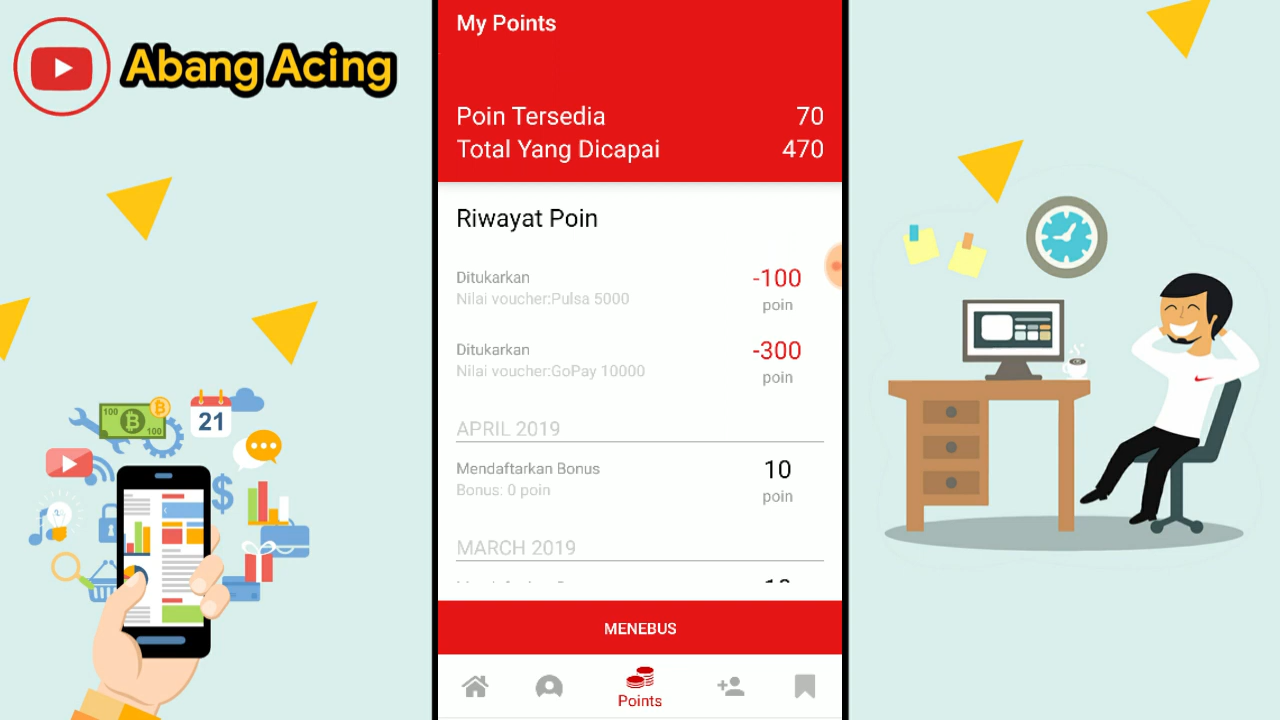 Abang Acing
My Points
Poin Tersedia 70
Total Yang Dicapai 470
Riwayat Poin
Ditukarkan -100
Nilai voucher:Pulsa 5000 poin
Ditukarkan -300
Nilai voucher:GoPay 10000 poin
APRIL 2019
Mendaftarkan Bonus 10
Bonus: 0 poin poin
MARCH 2019
MENEBUS
Points
100
100
21